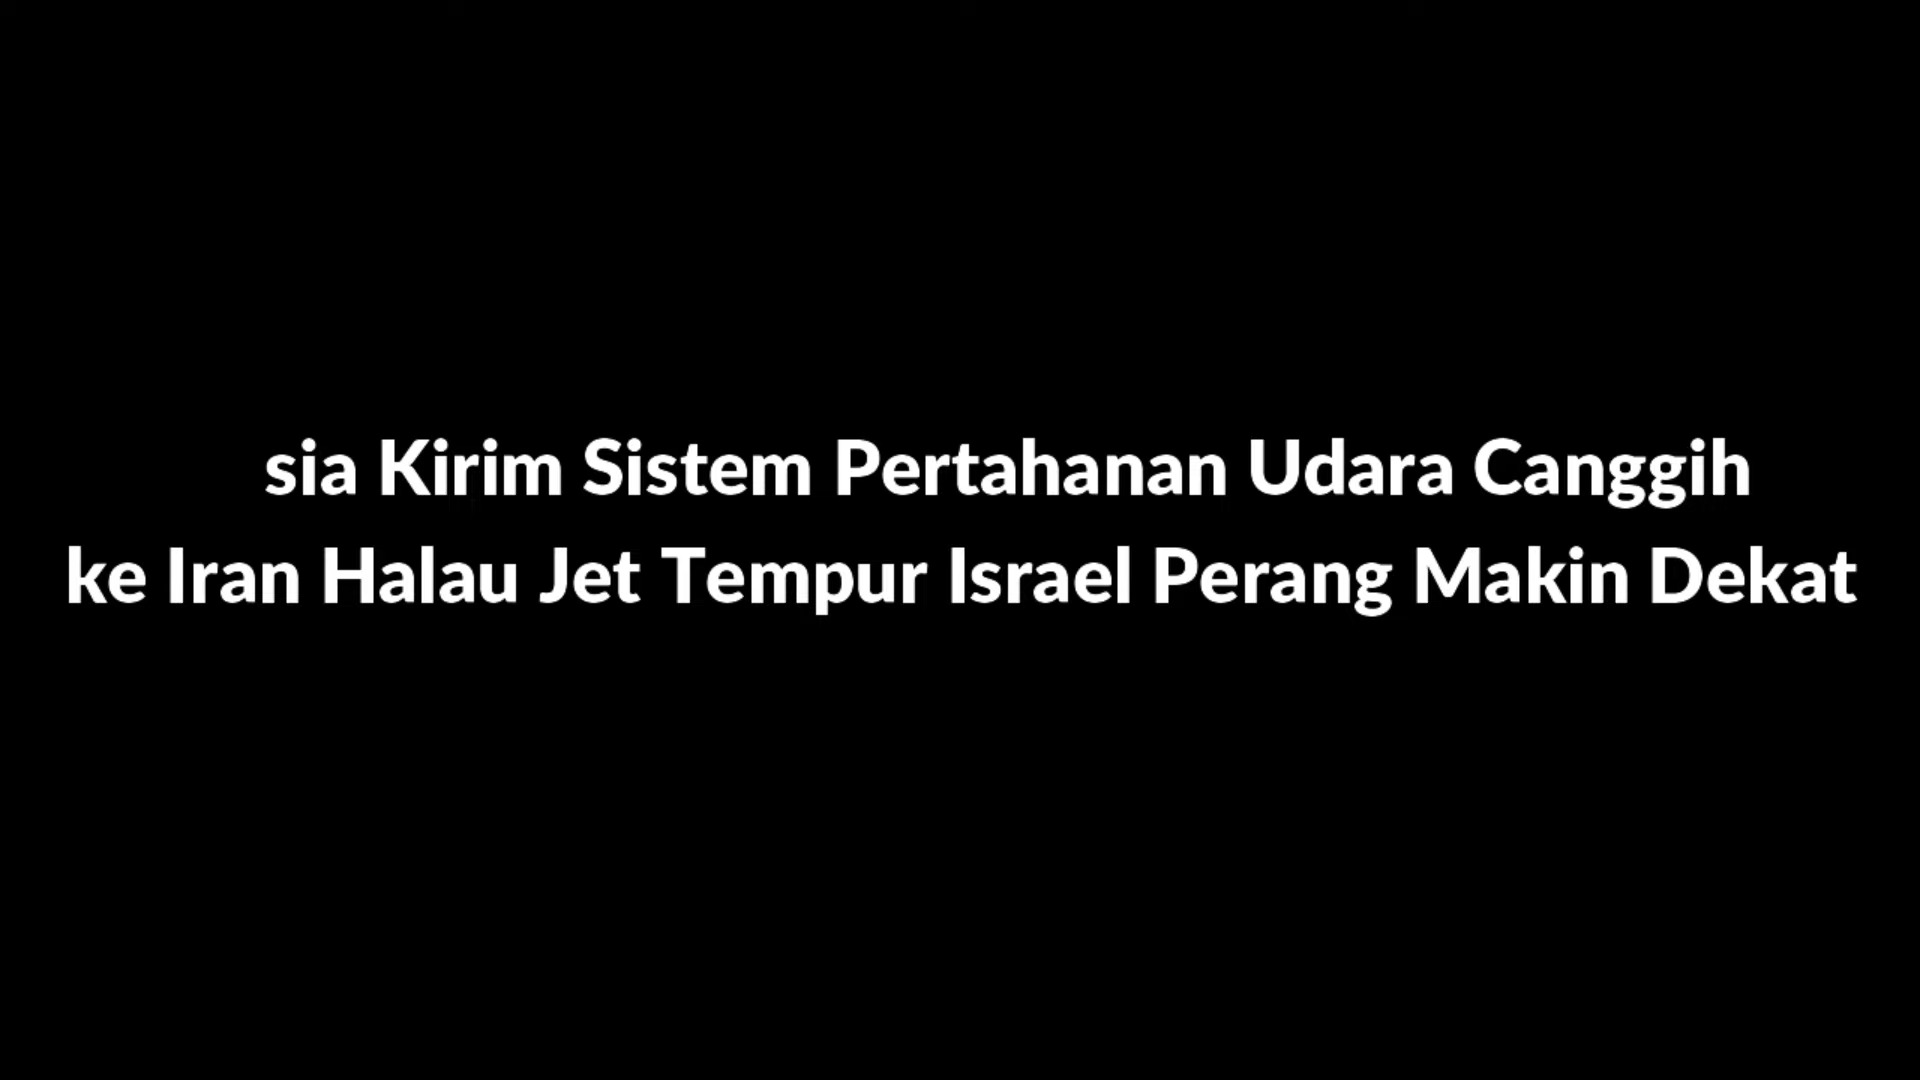 sia Kirim Sistem Pertahanan Udara Canggih
ke Iran Halau Jet Tempur Israel Perang Makin Dekat